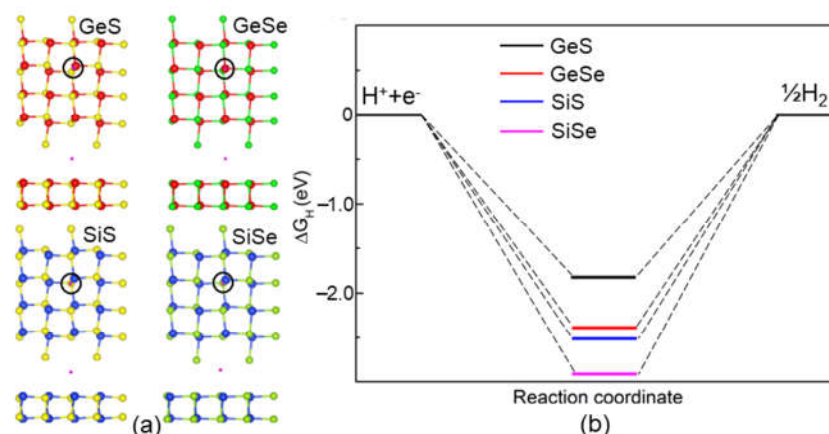 GeS
GeSe
SiS
SiSe
(a)
GeS
GeSe
SiS
SiSe
H⁺+e⁻
½H₂
0
−1.0
−2.0
ΔG_H (eV)
Reaction coordinate
(b)